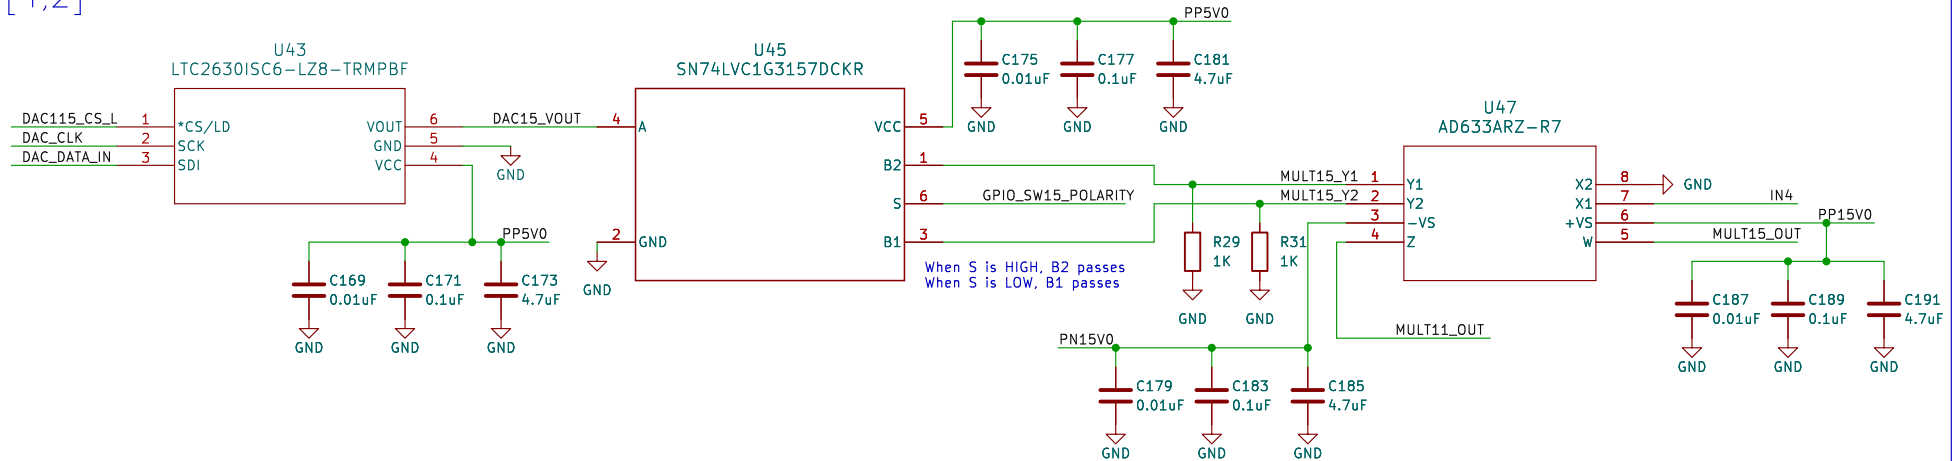 [1,2]
U43
LTC2630ISC6-LZ8-TRMPBF
DAC115_CS_L
DAC_CLK
DAC_DATA_IN
1
2
3
*CS/LD
SCK
SDI
VOUT
GND
VCC
6
5
4
DAC15_VOUT
GND
PP5V0
C169
0.01uF
GND
C171
0.1uF
GND
C173
4.7uF
GND
U45
SN74LVC1G3157DCKR
4
A
2
GND
GND
VCC
B2
S
B1
5
1
6
3
GPIO_SW15_POLARITY
When S is HIGH, B2 passes
When S is LOW, B1 passes
PP5V0
C175
0.01uF
GND
C177
0.1uF
GND
C181
4.7uF
GND
MULT15_Y1
MULT15_Y2
R29
1K
GND
R31
1K
GND
PN15V0
C179
0.01uF
GND
C183
0.1uF
GND
C185
4.7uF
GND
MULT11_OUT
U47
AD633ARZ-R7
1
2
3
4
Y1
Y2
-VS
Z
X2
X1
+VS
W
8
7
6
5
GND
IN4
PP15V0
MULT15_OUT
C187
0.01uF
GND
C189
0.1uF
GND
C191
4.7uF
GND